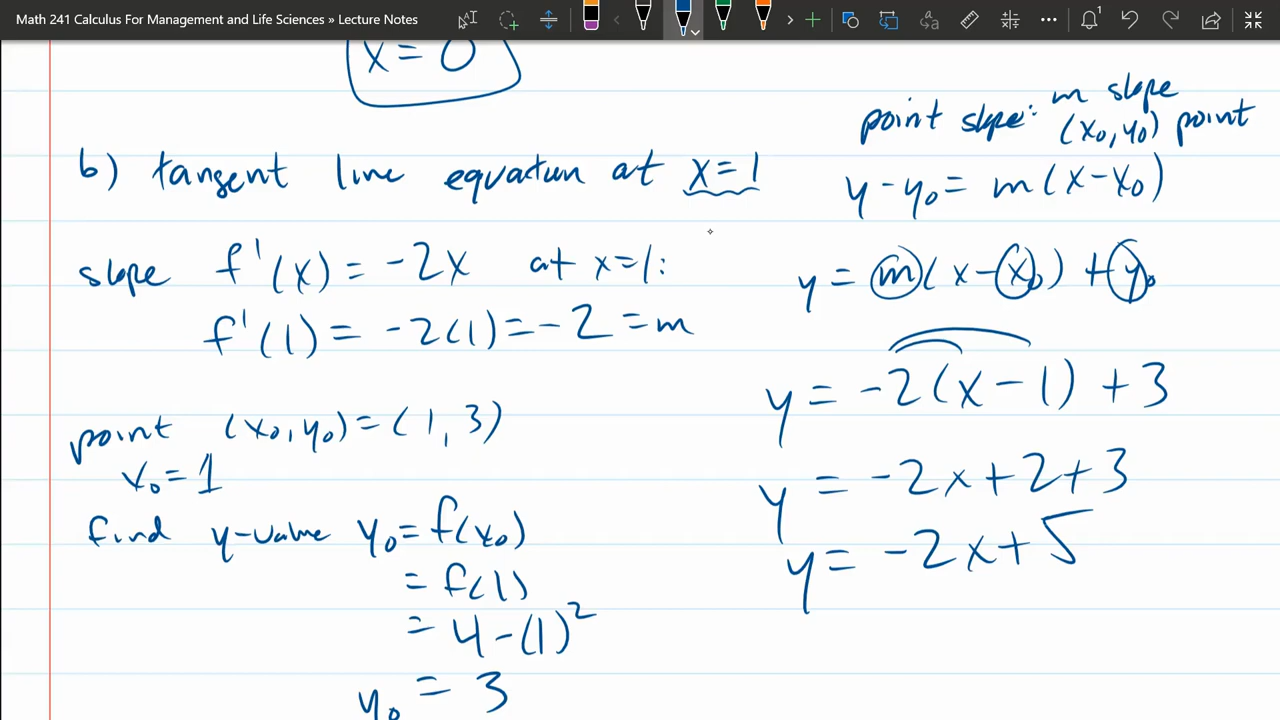 Math 241 Calculus For Management and Life Sciences » Lecture Notes
x = 0
b) tangent line equation at x=1
slope f'(x) = -2x at x=1:
f'(1) = -2(1) = -2 = m
point (x₀, y₀) = (1, 3)
x₀ = 1
find y-value y₀ = f(x₀)
= f(1)
= 4 - (1)²
y₀ = 3
point slope: m slope
(x₀, y₀) point
y - y₀ = m(x - x₀)
y = m(x - x₀) + y₀
y = -2(x - 1) + 3
y = -2x + 2 + 3
y = -2x + 5